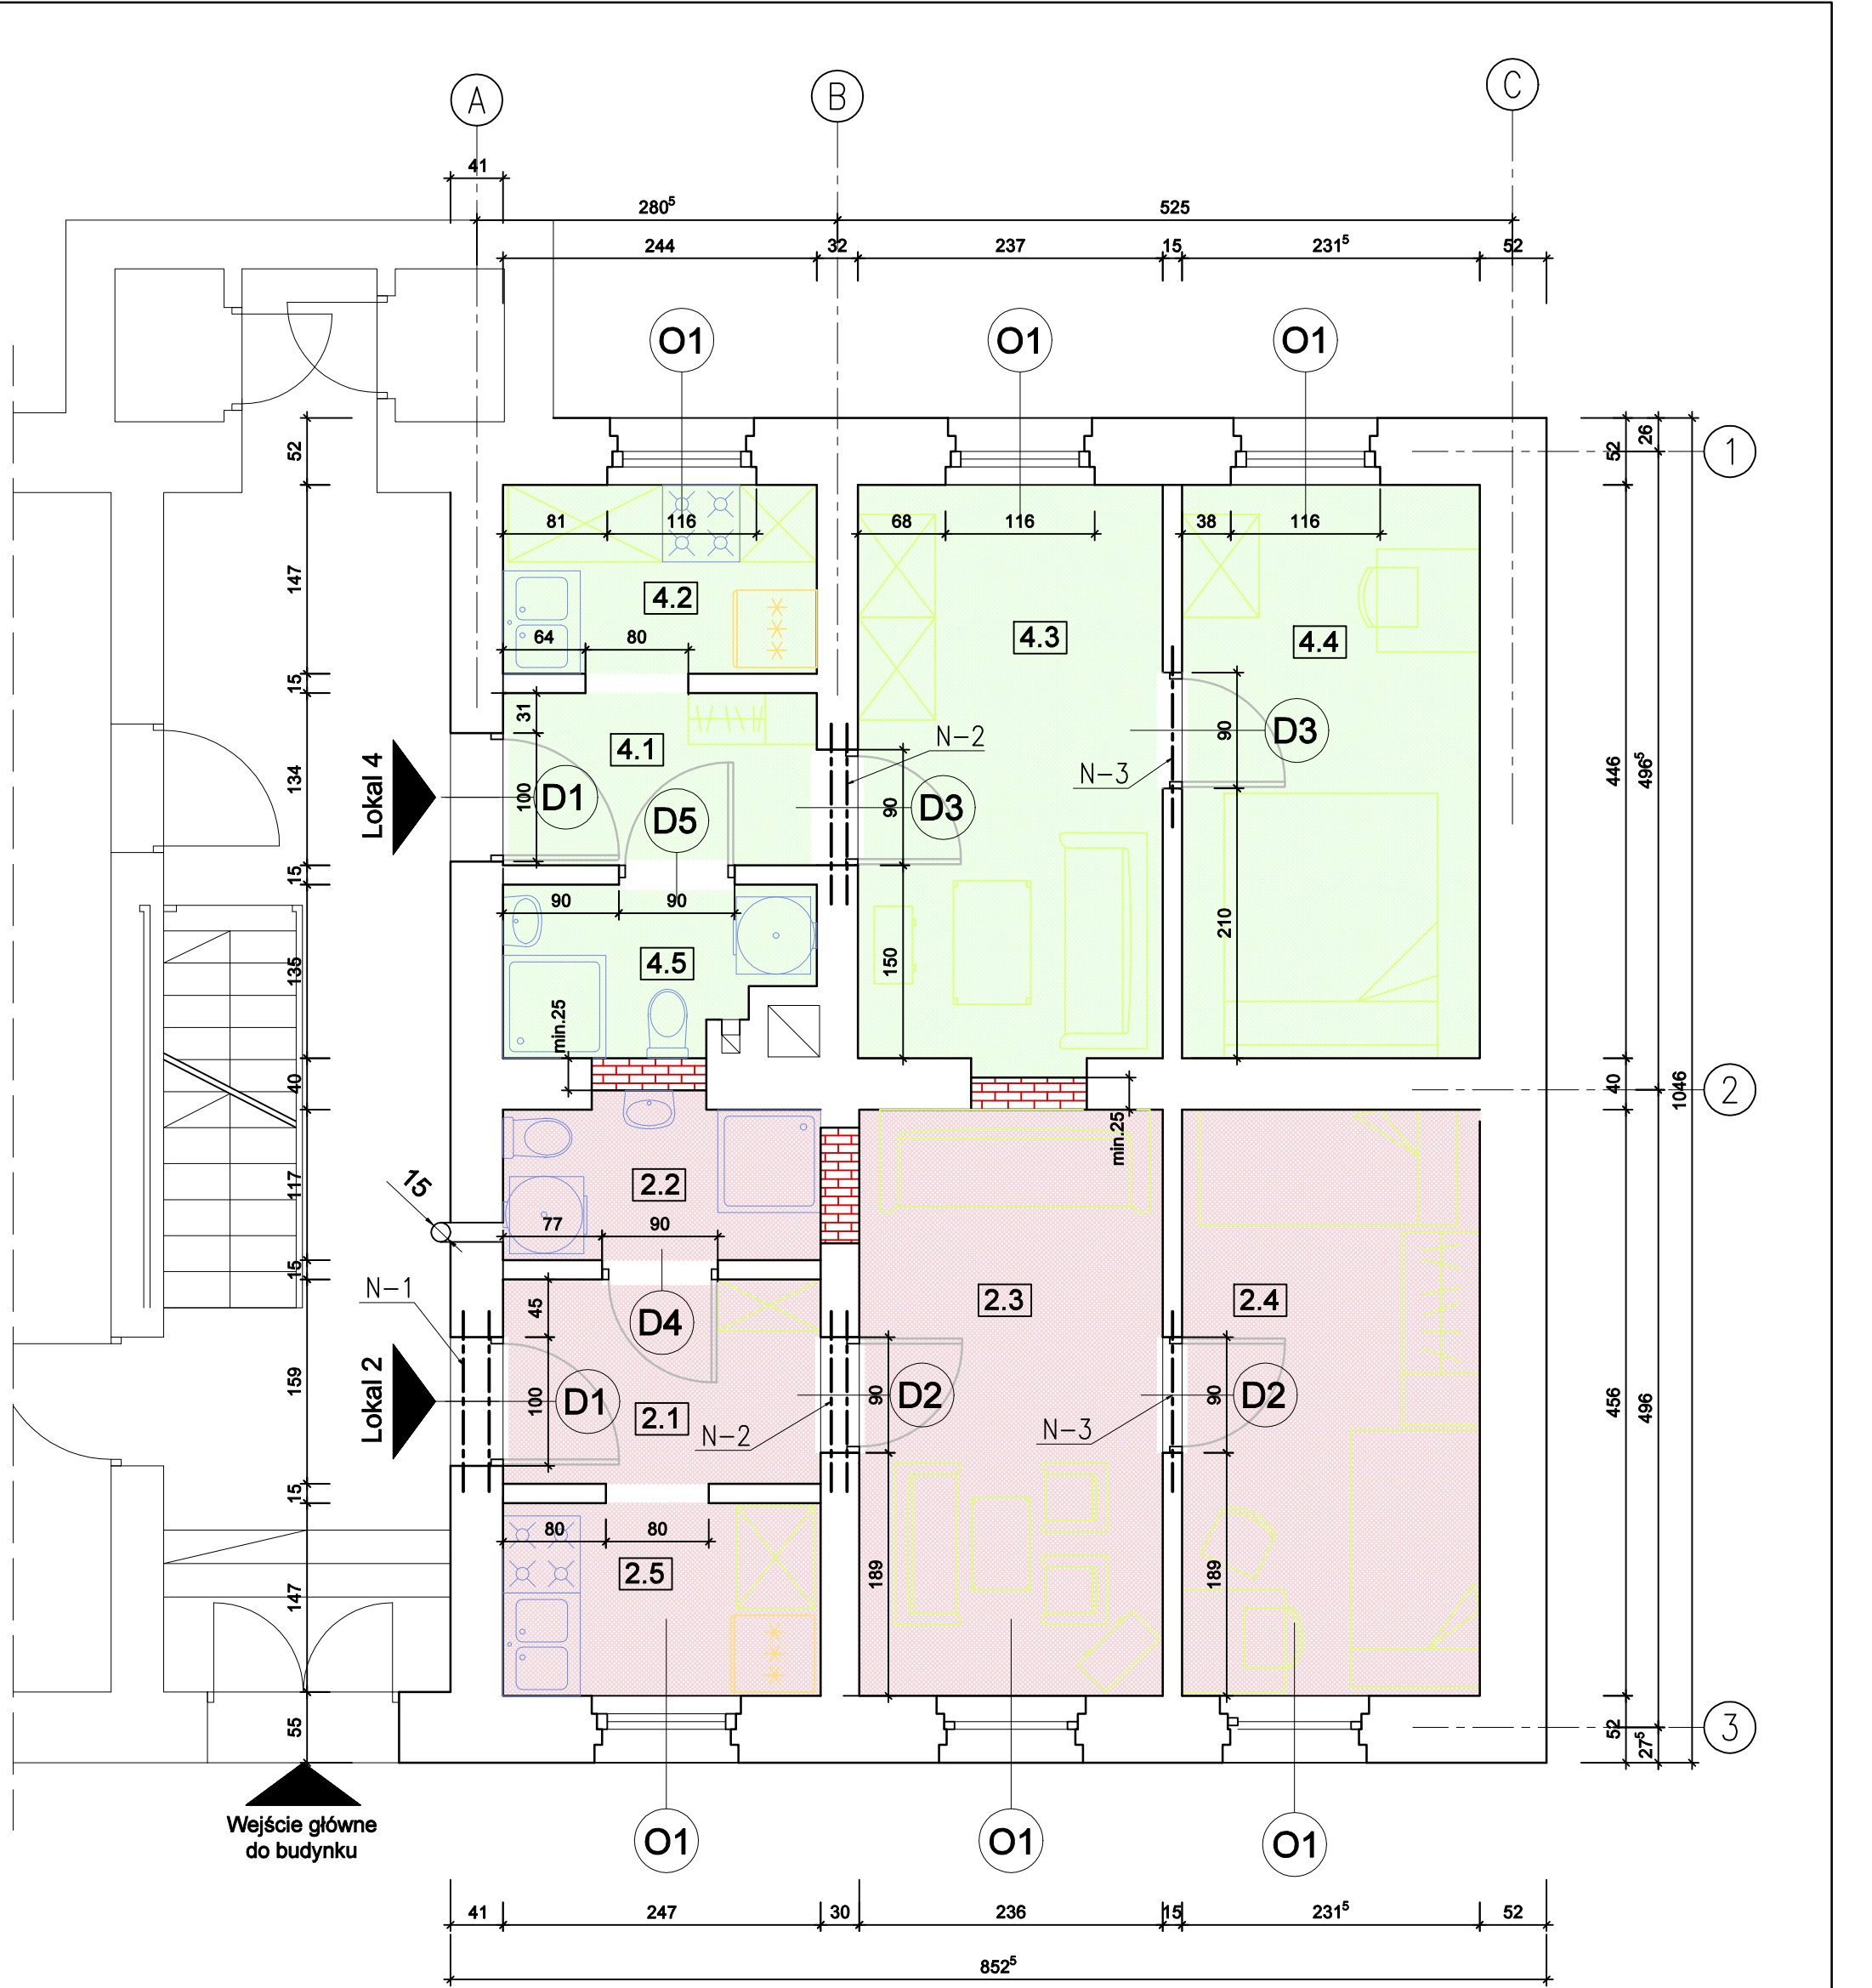 A
B
C
41
280⁵
525
244
32
237
15
231⁵
52
O1
O1
O1
52
52
26
1
81
116
68
116
38
116
147
4.2
4.3
4.4
64
80
15
31
90
D3
N-2
N-3
4.1
Lokal 4
134
100
D1
D5
90
D3
446
496⁵
15
90
90
210
150
135
4.5
min.25
40
40
1046
2
min.25
117
15
2.2
77
90
15
N-1
45
D4
2.3
2.4
Lokal 2
159
100
D1
2.1
N-2
90
D2
N-3
90
D2
456
496
15
80
80
2.5
189
189
147
55
52
27⁵
3
Wejście główne
do budynku
O1
O1
O1
41
247
30
236
15
231⁵
52
852⁵